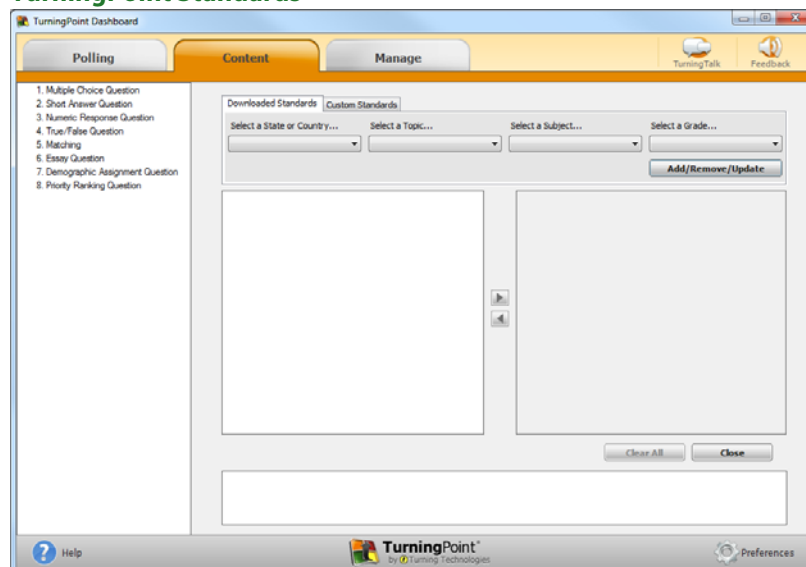 TurningPoint Standards
TurningPoint Dashboard
Polling
Content
Manage
TurningTalk
Feedback
1. Multiple Choice Question
2. Short Answer Question
3. Numeric Response Question
4. True/False Question
5. Matching
6. Essay Question
7. Demographic Assignment Question
8. Priority Ranking Question
Downloaded Standards
Custom Standards
Select a State or Country...
Select a Topic...
Select a Subject...
Select a Grade...
Add/Remove/Update
Clear All
Close
Help
TurningPoint
by Turning Technologies
Preferences